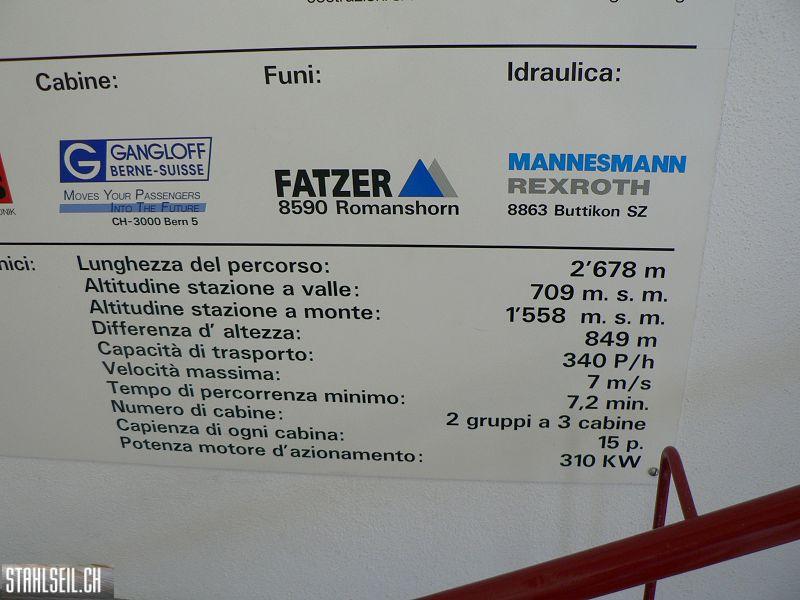 Cabine:
Funi:
Idraulica:
G GANGLOFF
BERNE-SUISSE
MOVES YOUR PASSENGERS
INTO THE FUTURE
CH-3000 Bern 5
FATZER
8590 Romanshorn
MANNESMANN
REXROTH
8863 Buttikon SZ
Lunghezza del percorso: 2'678 m
Altitudine stazione a valle: 709 m. s. m.
Altitudine stazione a monte: 1'558 m. s. m.
Differenza d' altezza: 849 m
Capacità di trasporto: 340 P/h
Velocità massima: 7 m/s
Tempo di percorrenza minimo: 7,2 min.
Numero di cabine: 2 gruppi a 3 cabine
Capienza di ogni cabina: 15 p.
Potenza motore d'azionamento: 310 KW
STAHLSEIL.CH